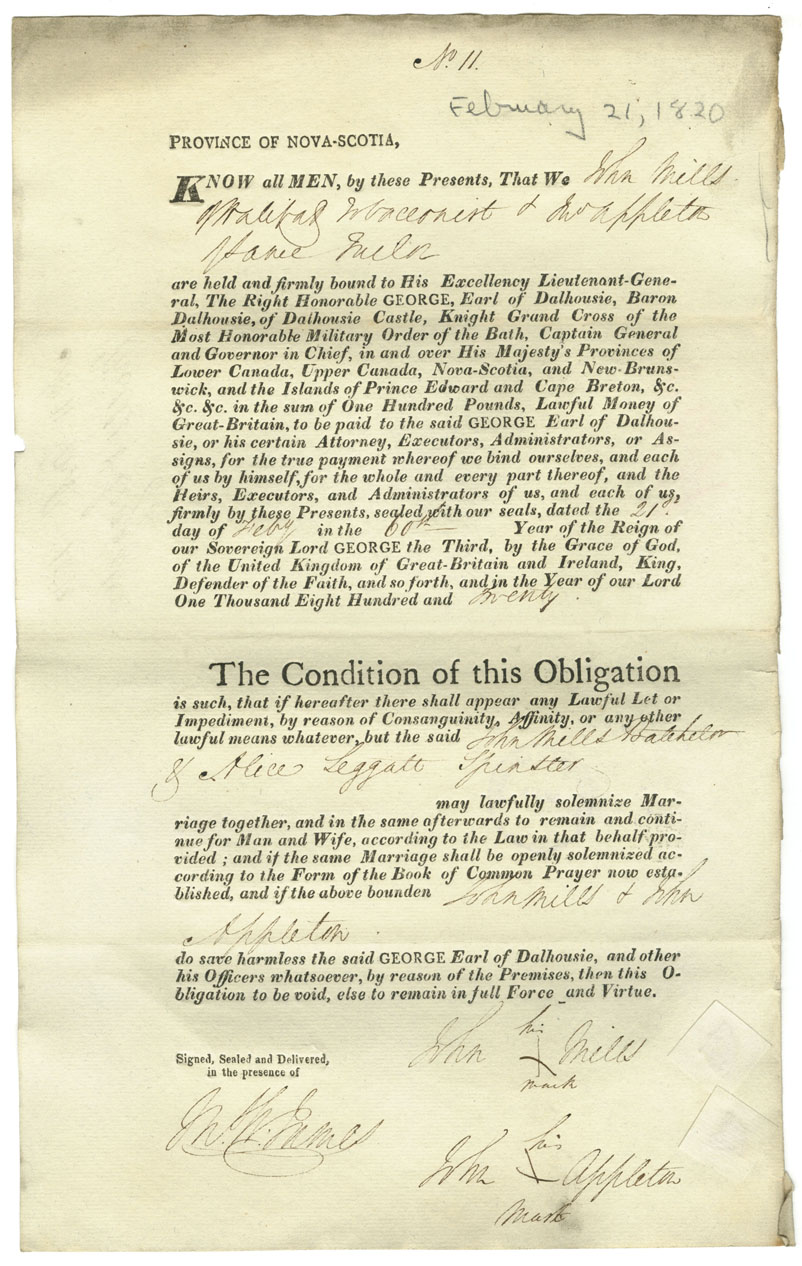 No. 11.
February 21, 1820
PROVINCE OF NOVA-SCOTIA,
KNOW all MEN, by these Presents, That We John Mills
of Halifax Tobacconist & Jno Appleton
are held and firmly bound to His Excellency Lieutenant-Gene-
ral, The Right Honorable GEORGE, Earl of Dalhousie, Baron
Dalhousie, of Dalhousie Castle, Knight Grand Cross of the
Most Honorable Military Order of the Bath, Captain General
and Governor in Chief, in and over His Majesty's Provinces of
Lower Canada, Upper Canada, Nova-Scotia, and New-Bruns-
wick, and the Islands of Prince Edward and Cape Breton, &c.
&c. &c. in the sum of One Hundred Pounds, Lawful Money of
Great-Britain, to be paid to the said GEORGE Earl of Dalhou-
sie, or his certain Attorney, Executors, Administrators, or As-
signs, for the true payment whereof we bind ourselves, and each
of us by himself, for the whole and every part thereof, and the
Heirs, Executors, and Administrators of us, and each of us,
firmly by these Presents, sealed with our seals, dated the 21st
day of Feby in the 60th Year of the Reign of
our Sovereign Lord GEORGE the Third, by the Grace of God,
of the United Kingdom of Great-Britain and Ireland, King,
Defender of the Faith, and so forth, and in the Year of our Lord
One Thousand Eight Hundred and Twenty.
The Condition of this Obligation
is such, that if hereafter there shall appear any Lawful Let or
Impediment, by reason of Consanguinity, Affinity, or any other
lawful means whatever, but the said John Mills Batchelor
& Alice Leggatt Spinster
may lawfully solemnize Mar-
riage together, and in the same afterwards to remain and conti-
nue for Man and Wife, according to the Law in that behalf pro-
vided; and if the same Marriage shall be openly solemnized ac-
cording to the Form of the Book of Common Prayer now esta-
blished, and if the above bounden John Mills & John
Appleton.
do save harmless the said GEORGE Earl of Dalhousie, and other
his Officers whatsoever, by reason of the Premises, then this O-
bligation to be void, else to remain in full Force and Virtue.
Signed, Sealed and Delivered,
in the presence of
John his Mills
mark
John his Appleton
mark